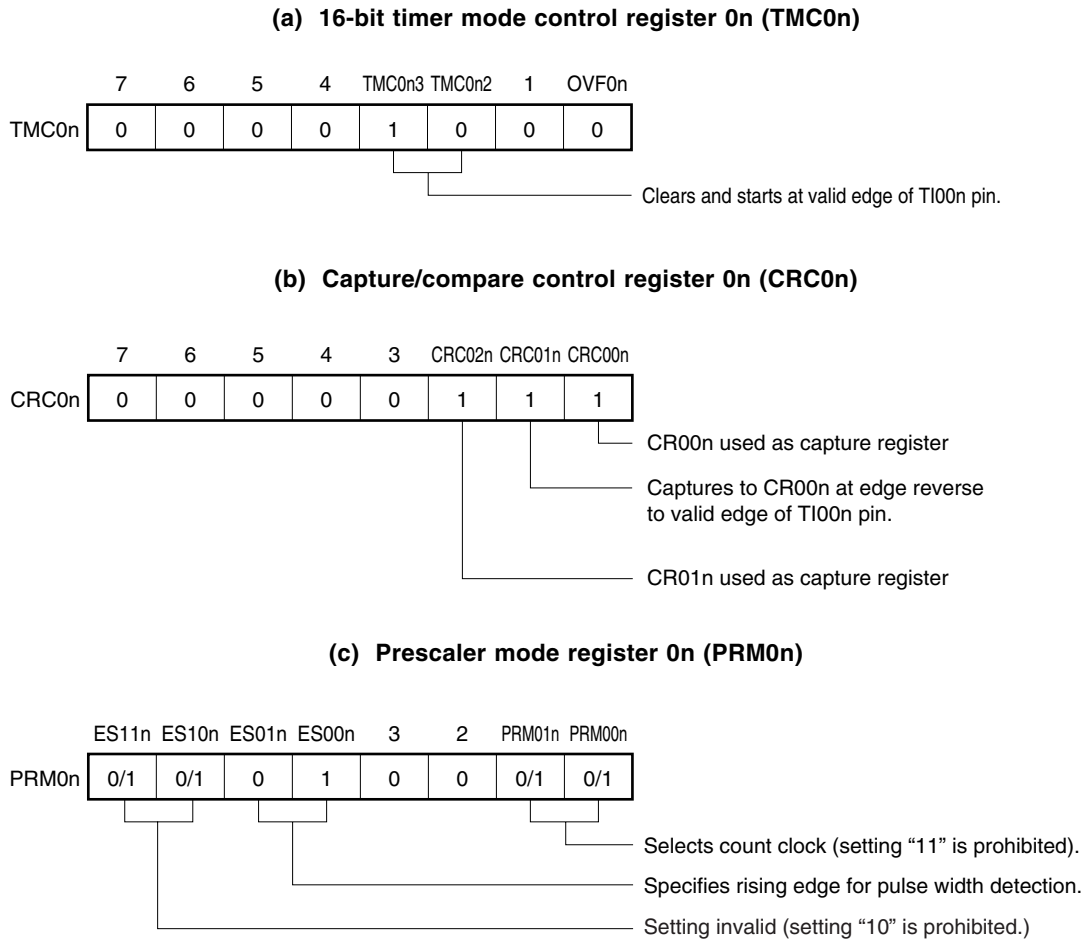 (a) 16-bit timer mode control register 0n (TMC0n)
7 6 5 4 TMC0n3 TMC0n2 1 OVF0n
TMC0n 0 0 0 0 1 0 0 0
Clears and starts at valid edge of TI00n pin.
(b) Capture/compare control register 0n (CRC0n)
7 6 5 4 3 CRC02n CRC01n CRC00n
CRC0n 0 0 0 0 0 1 1 1
CR00n used as capture register
Captures to CR00n at edge reverse
to valid edge of TI00n pin.
CR01n used as capture register
(c) Prescaler mode register 0n (PRM0n)
ES11n ES10n ES01n ES00n 3 2 PRM01n PRM00n
PRM0n 0/1 0/1 0 1 0 0 0/1 0/1
Selects count clock (setting “11” is prohibited).
Specifies rising edge for pulse width detection.
Setting invalid (setting “10” is prohibited.)